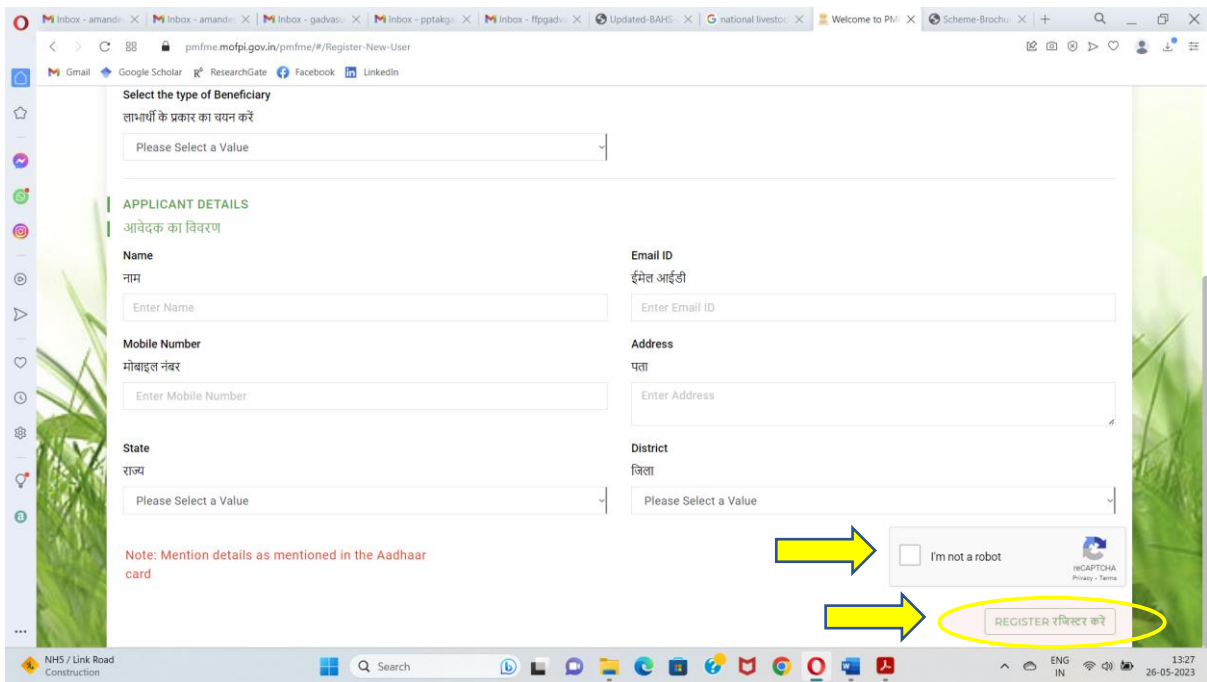 Inbox - amande
Inbox - amande
Inbox - gadvasu
Inbox - pptakga
Inbox - ffpgadv
Updated-BAHS-
national livestoc
Welcome to PM
Scheme-Brochu
pmfme.mofpi.gov.in/pmfme/#/Register-New-User
Gmail
Google Scholar
ResearchGate
Facebook
LinkedIn
Select the type of Beneficiary
लाभार्थी के प्रकार का चयन करें
Please Select a Value
APPLICANT DETAILS
आवेदक का विवरण
Name
Email ID
नाम
ईमेल आईडी
Enter Name
Enter Email ID
Mobile Number
Address
मोबाइल नंबर
पता
Enter Mobile Number
Enter Address
State
District
राज्य
जिला
Please Select a Value
Please Select a Value
Note: Mention details as mentioned in the Aadhaar
card
I'm not a robot
reCAPTCHA
Privacy - Terms
REGISTER रजिस्टर करे
NH5 / Link Road
Construction
Search
ENG
IN
13:27
26-05-2023